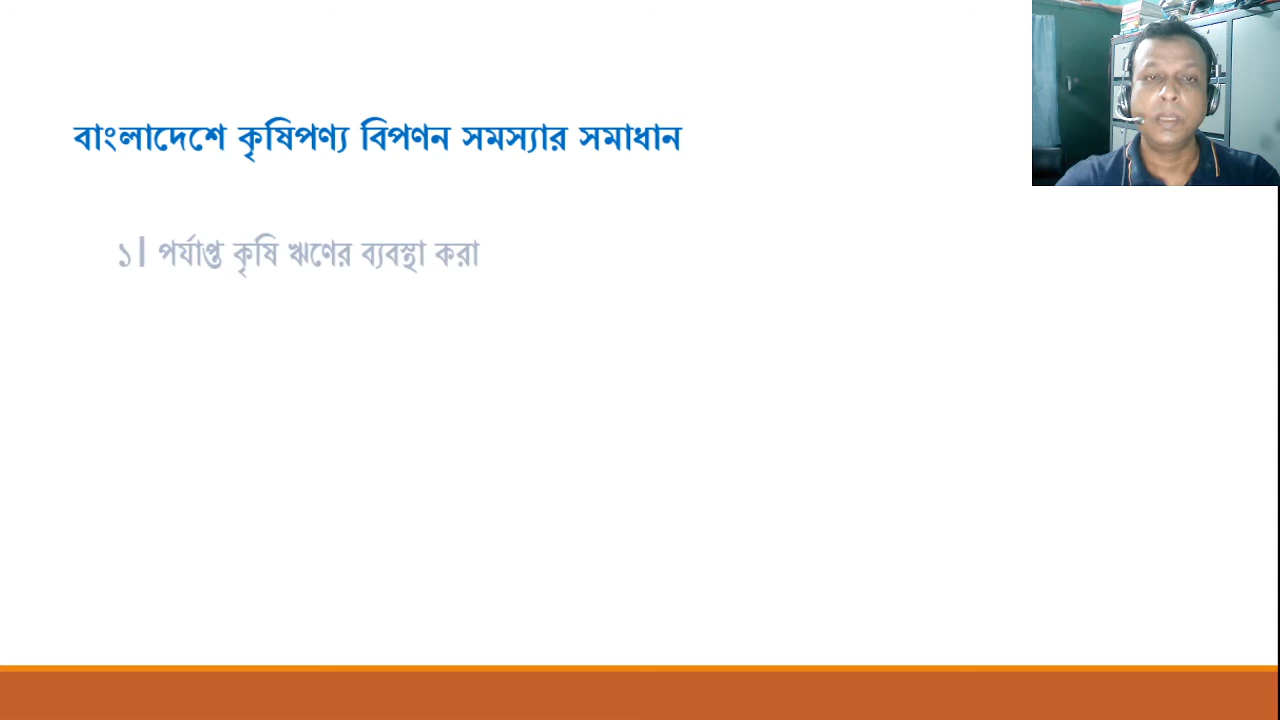 বাংলাদেশে কৃষিপণ্য বিপণন সমস্যার সমাধান
১। পর্যাপ্ত কৃষি ঋণের ব্যবস্থা করা